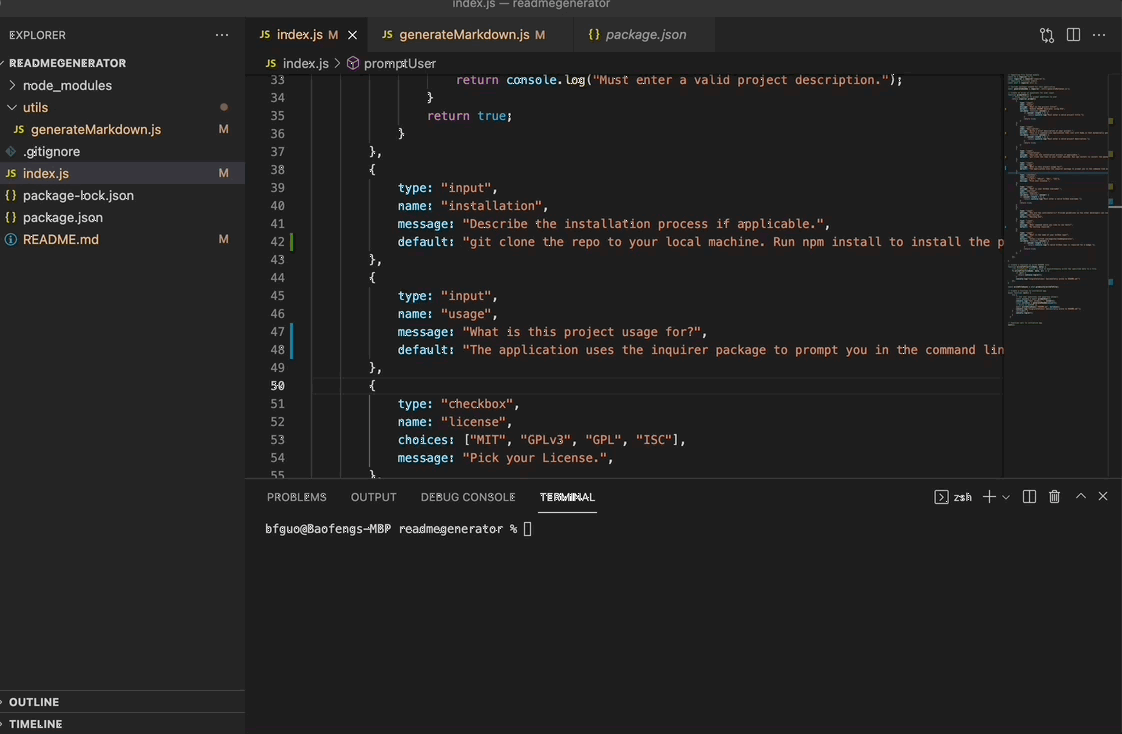 index.js — readmegenerator
EXPLORER ...
READMEGENERATOR
node_modules
utils
JS generateMarkdown.js M
.gitignore
JS index.js M
{} package-lock.json
{} package.json
README.md M
OUTLINE
TIMELINE
JS index.js M
JS generateMarkdown.js M
{} package.json
JS index.js > promptUser
33 return console.log("Must enter a valid project description.");
34 }
35 return true;
36 }
37 },
38 {
39 type: "input",
40 name: "installation",
41 message: "Describe the installation process if applicable.",
42 default: "git clone the repo to your local machine. Run npm install to install the p
43 },
44 {
45 type: "input",
46 name: "usage",
47 message: "What is this project usage for?",
48 default: "The application uses the inquirer package to prompt you in the command lin
49 },
50 {
51 type: "checkbox",
52 name: "license",
53 choices: ["MIT", "GPLv3", "GPL", "ISC"],
54 message: "Pick your License.",
55 },
PROBLEMS OUTPUT DEBUG CONSOLE TERMINAL
zsh
bfguo@Baofengs-MBP readmegenerator %